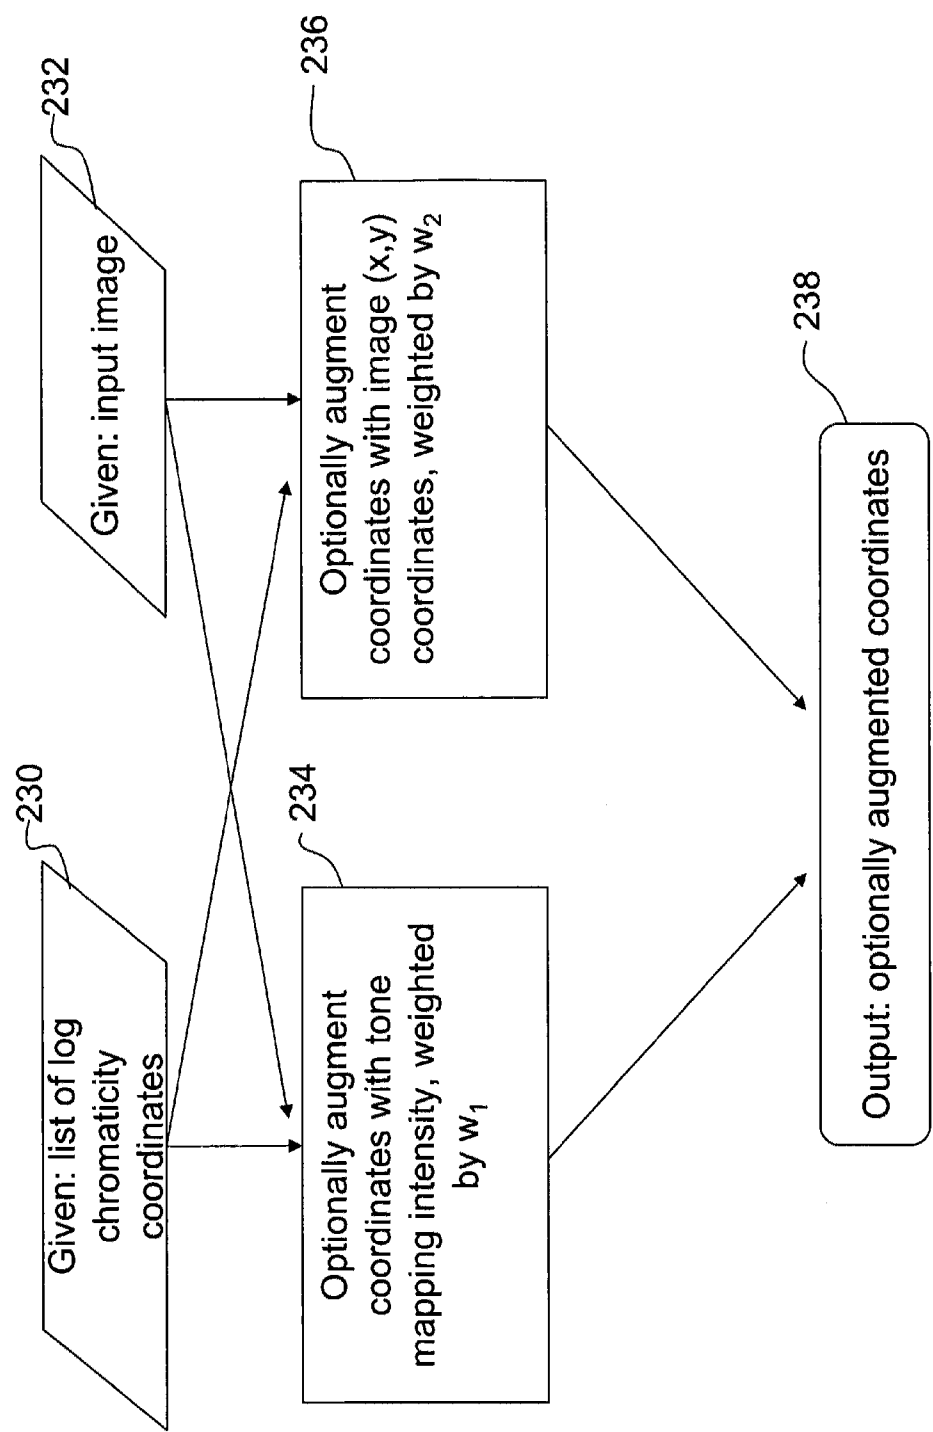 230
Given: list of log
chromaticity
coordinates
232
Given: input image
234
Optionally augment
coordinates with tone
mapping intensity, weighted
by w₁
236
Optionally augment
coordinates with image (x,y)
coordinates, weighted by w₂
238
Output: optionally augmented coordinates